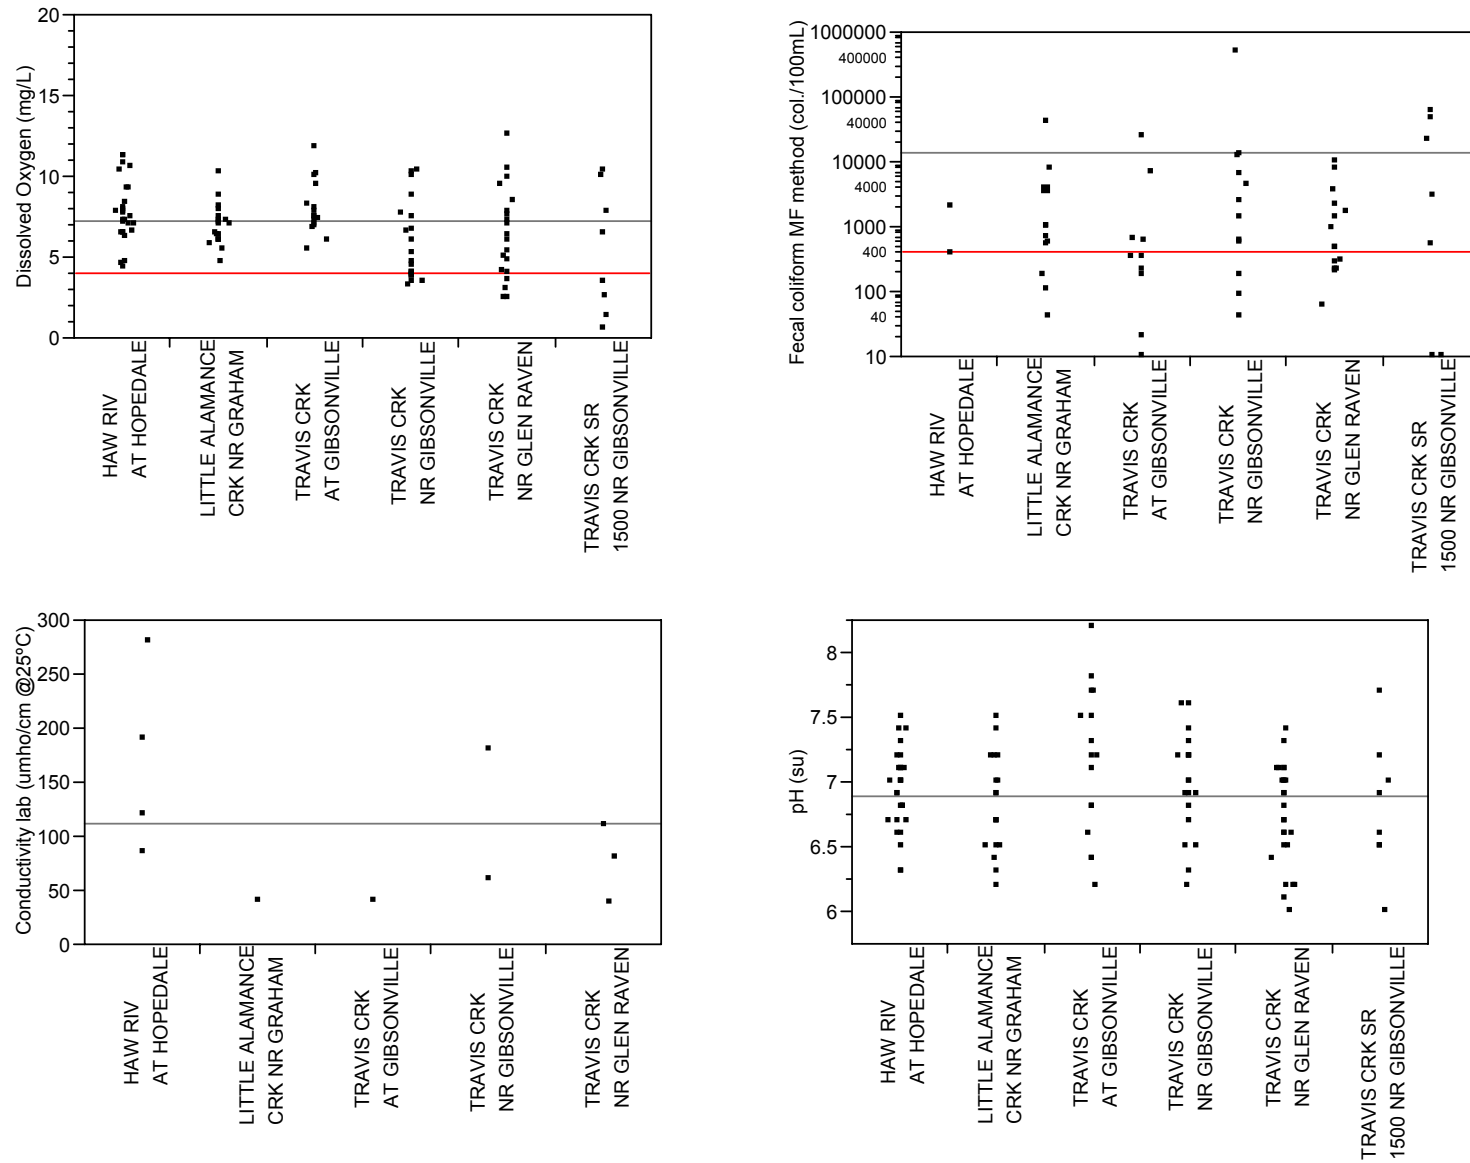 Dissolved Oxygen (mg/L)
20
15
10
5
0
HAW RIV
AT HOPEDALE
LITTLE ALAMANCE
CRK NR GRAHAM
TRAVIS CRK
AT GIBSONVILLE
TRAVIS CRK
NR GIBSONVILLE
TRAVIS CRK
NR GLEN RAVEN
TRAVIS CRK SR
1500 NR GIBSONVILLE
Fecal coliform MF method (col./100mL)
1000000
400000
100000
40000
10000
4000
1000
400
100
40
10
HAW RIV
AT HOPEDALE
LITTLE ALAMANCE
CRK NR GRAHAM
TRAVIS CRK
AT GIBSONVILLE
TRAVIS CRK
NR GIBSONVILLE
TRAVIS CRK
NR GLEN RAVEN
TRAVIS CRK SR
1500 NR GIBSONVILLE
Conductivity lab (umho/cm @25°C)
300
250
200
150
100
50
0
HAW RIV
AT HOPEDALE
LITTLE ALAMANCE
CRK NR GRAHAM
TRAVIS CRK
AT GIBSONVILLE
TRAVIS CRK
NR GIBSONVILLE
TRAVIS CRK
NR GLEN RAVEN
pH (su)
8
7.5
7
6.5
6
HAW RIV
AT HOPEDALE
LITTLE ALAMANCE
CRK NR GRAHAM
TRAVIS CRK
AT GIBSONVILLE
TRAVIS CRK
NR GIBSONVILLE
TRAVIS CRK
NR GLEN RAVEN
TRAVIS CRK SR
1500 NR GIBSONVILLE